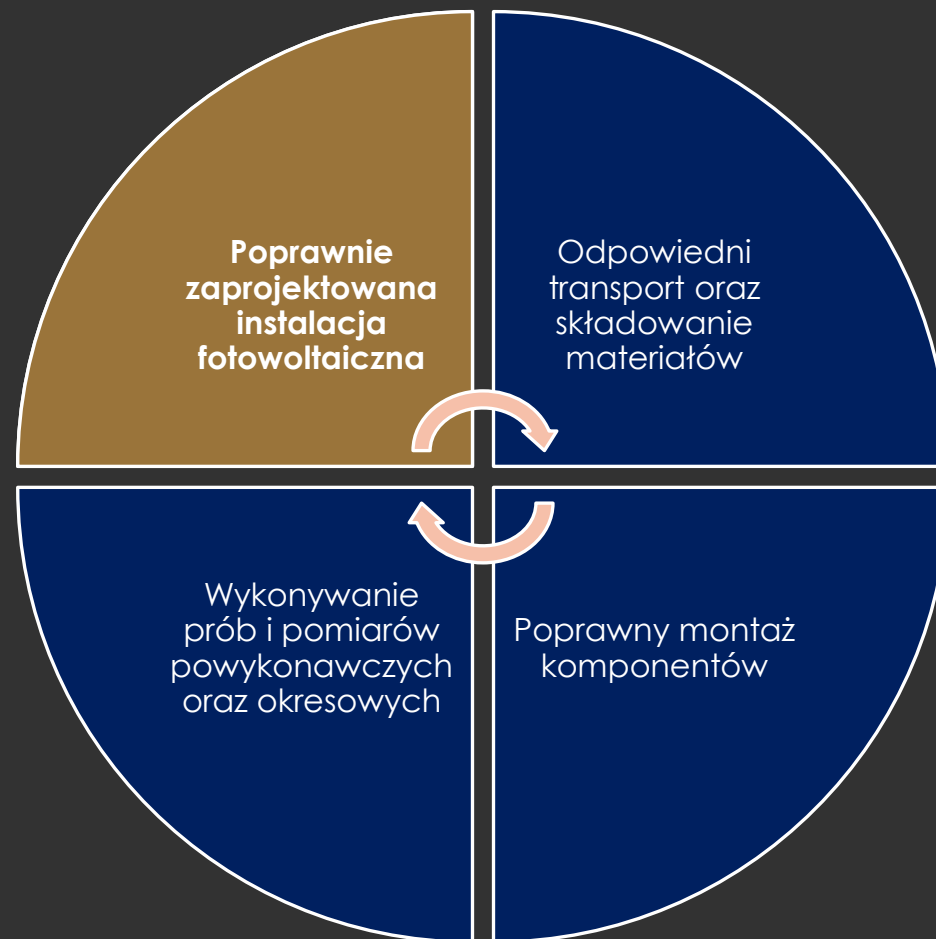 Poprawnie
zaprojektowana
instalacja
fotowoltaiczna
Odpowiedni
transport oraz
składowanie
materiałów
Wykonywanie
prób i pomiarów
powykonawczych
oraz okresowych
Poprawny montaż
komponentów